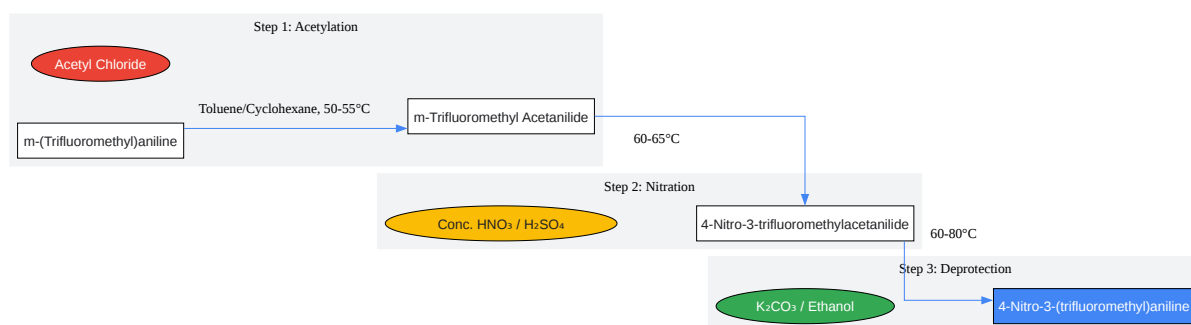 Step 1: Acetylation
Acetyl Chloride
Toluene/Cyclohexane, 50-55°C
m-(Trifluoromethyl)aniline
m-Trifluoromethyl Acetanilide
60-65°C
Step 2: Nitration
Conc. HNO₃ / H₂SO₄
4-Nitro-3-trifluoromethylacetanilide
60-80°C
Step 3: Deprotection
K₂CO₃ / Ethanol
4-Nitro-3-(trifluoromethyl)aniline